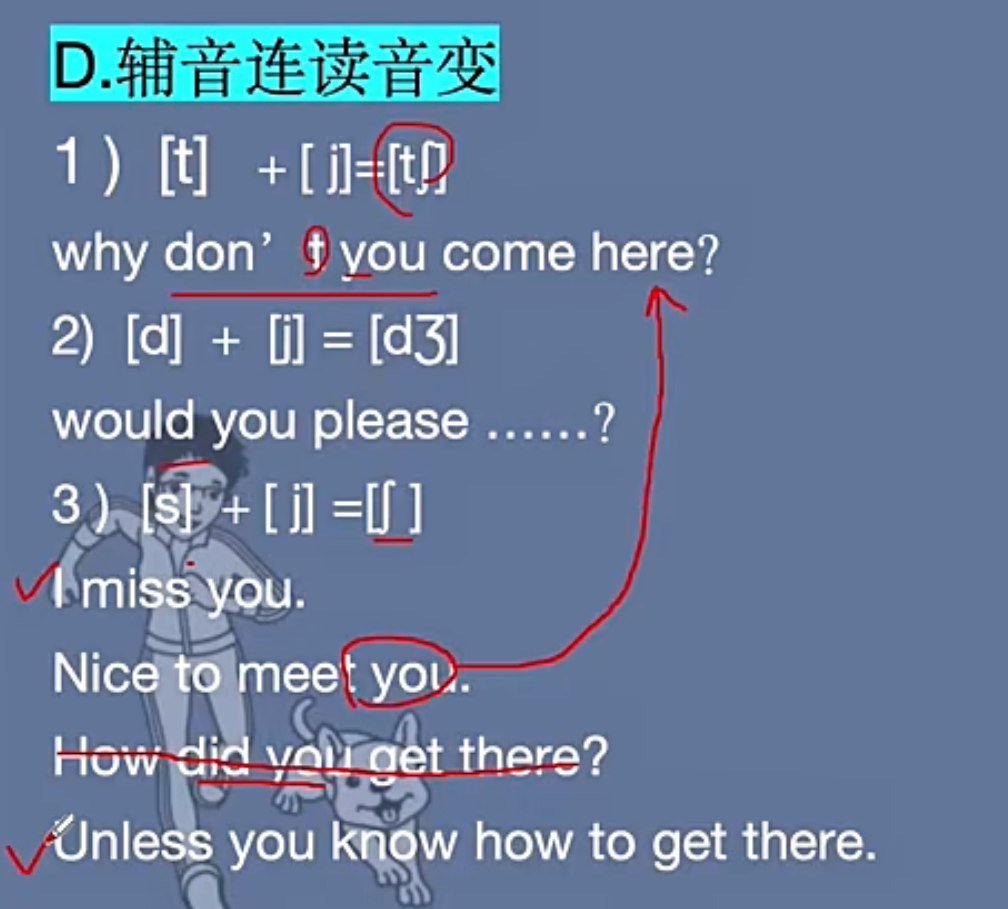 D.辅音连读音变
1） [t] + [ j]=[tʃ]
why don’ t you come here?
2) [d] + [j] = [dʒ]
would you please ……?
3 ) [s] + [ j] =[ʃ ]
I miss you.
Nice to meet you.
How did you get there?
Unless you know how to get there.